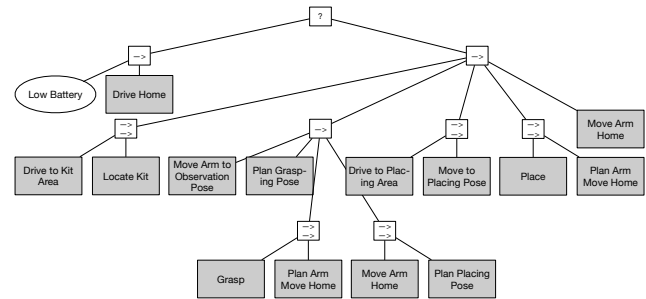 ?
-->
-->
Low Battery
Drive Home
Move Arm
Home
-->
-->
-->
-->
-->
-->
-->
Drive to Kit
Area
Locate Kit
Move Arm to
Observation
Pose
Plan Grasp-
ing Pose
Drive to Plac-
ing Area
Move to
Placing Pose
Place
Plan Arm
Move Home
-->
-->
-->
-->
Grasp
Plan Arm
Move Home
Move Arm
Home
Plan Placing
Pose